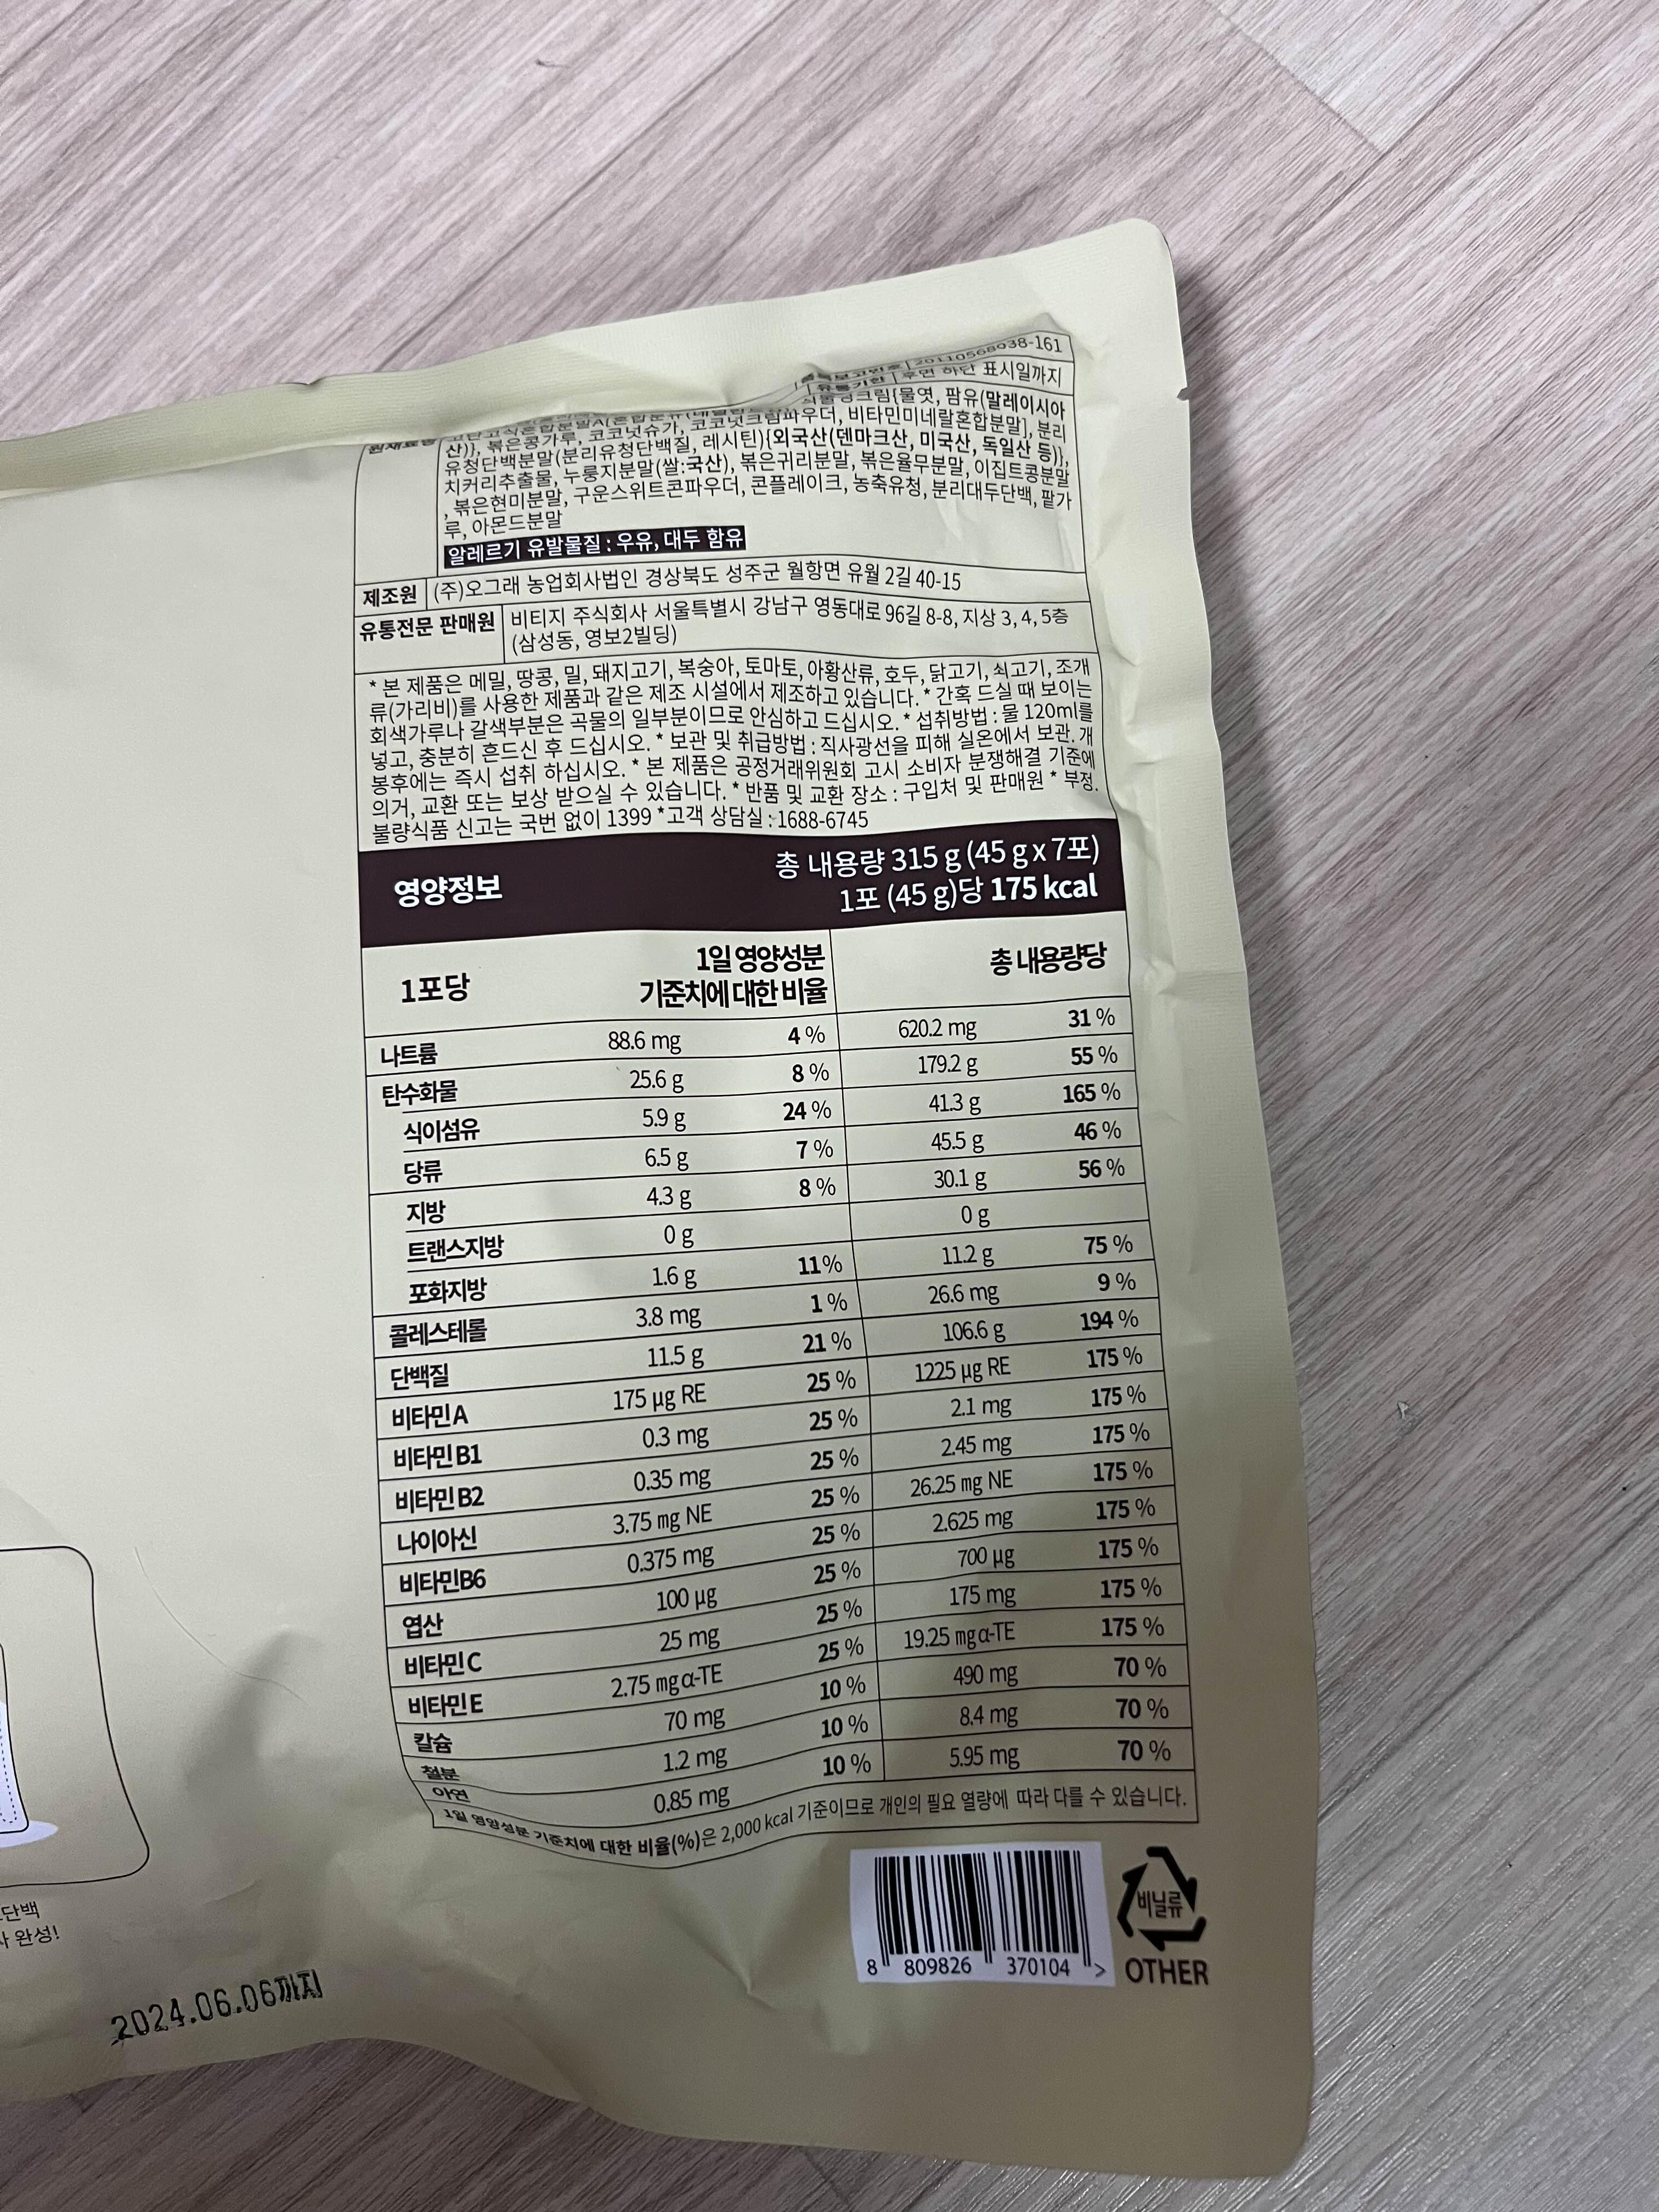 20110568038-161
유통기한 후면 하단 표시일까지
원재료명
식물성크림{물엿, 팜유(말레이시아
산)}, 볶은콩가루, 코코넛슈가, 코코넛크림파우더, 비타민미네랄혼합분말], 분리
유청단백분말(분리유청단백질, 레시틴){외국산(덴마크산, 미국산, 독일산 등)},
치커리추출물, 누룽지분말(쌀:국산), 볶은귀리분말, 볶은율무분말, 이집트콩분말
, 볶은현미분말, 구운스위트콘파우더, 콘플레이크, 농축유청, 분리대두단백, 팥가
루, 아몬드분말
알레르기 유발물질 : 우유, 대두 함유
제조원 (주)오그래 농업회사법인 경상북도 성주군 월항면 유월 2길 40-15
유통전문 판매원 비티지 주식회사 서울특별시 강남구 영동대로 96길 8-8, 지상 3, 4, 5층
(삼성동, 영보2빌딩)
* 본 제품은 메밀, 땅콩, 밀, 돼지고기, 복숭아, 토마토, 아황산류, 호두, 닭고기, 쇠고기, 조개
류(가리비)를 사용한 제품과 같은 제조 시설에서 제조하고 있습니다. * 간혹 드실 때 보이는
회색가루나 갈색부분은 곡물의 일부분이므로 안심하고 드십시오. * 섭취방법 : 물 120ml를
넣고, 충분히 흔드신 후 드십시오. * 보관 및 취급방법 : 직사광선을 피해 실온에서 보관. 개
봉후에는 즉시 섭취 하십시오. * 본 제품은 공정거래위원회 고시 소비자 분쟁해결 기준에
의거, 교환 또는 보상 받으실 수 있습니다. * 반품 및 교환 장소 : 구입처 및 판매원 * 부정.
불량식품 신고는 국번 없이 1399 *고객 상담실 : 1688-6745
영양정보
총 내용량 315 g (45 g x 7포)
1포 (45 g)당 175 kcal
1포당
1일 영양성분
기준치에 대한 비율
총 내용량당
나트륨 88.6 mg 4 % 620.2 mg 31 %
탄수화물 25.6 g 8 % 179.2 g 55 %
식이섬유 5.9 g 24 % 41.3 g 165 %
당류 6.5 g 7 % 45.5 g 46 %
지방 4.3 g 8 % 30.1 g 56 %
트랜스지방 0 g 0 g
포화지방 1.6 g 11% 11.2 g 75 %
콜레스테롤 3.8 mg 1 % 26.6 mg 9 %
단백질 11.5 g 21 % 106.6 g 194 %
비타민 A 175 μg RE 25 % 1225 μg RE 175 %
비타민 B1 0.3 mg 25 % 2.1 mg 175 %
비타민 B2 0.35 mg 25 % 2.45 mg 175 %
나이아신 3.75 mg NE 25 % 26.25 mg NE 175 %
비타민B6 0.375 mg 25 % 2.625 mg 175 %
엽산 100 μg 25 % 700 μg 175 %
비타민 C 25 mg 25 % 175 mg 175 %
비타민 E 2.75 mg α-TE 25 % 19.25 mg α-TE 175 %
칼슘 70 mg 10 % 490 mg 70 %
철분 1.2 mg 10 % 8.4 mg 70 %
아연 0.85 mg 10 % 5.95 mg 70 %
1일 영양성분 기준치에 대한 비율(%)은 2,000 kcal 기준이므로 개인의 필요 열량에 따라 다를 수 있습니다.
8 809826 370104 >
비닐류
OTHER
단백
완성!
2024.06.06까지